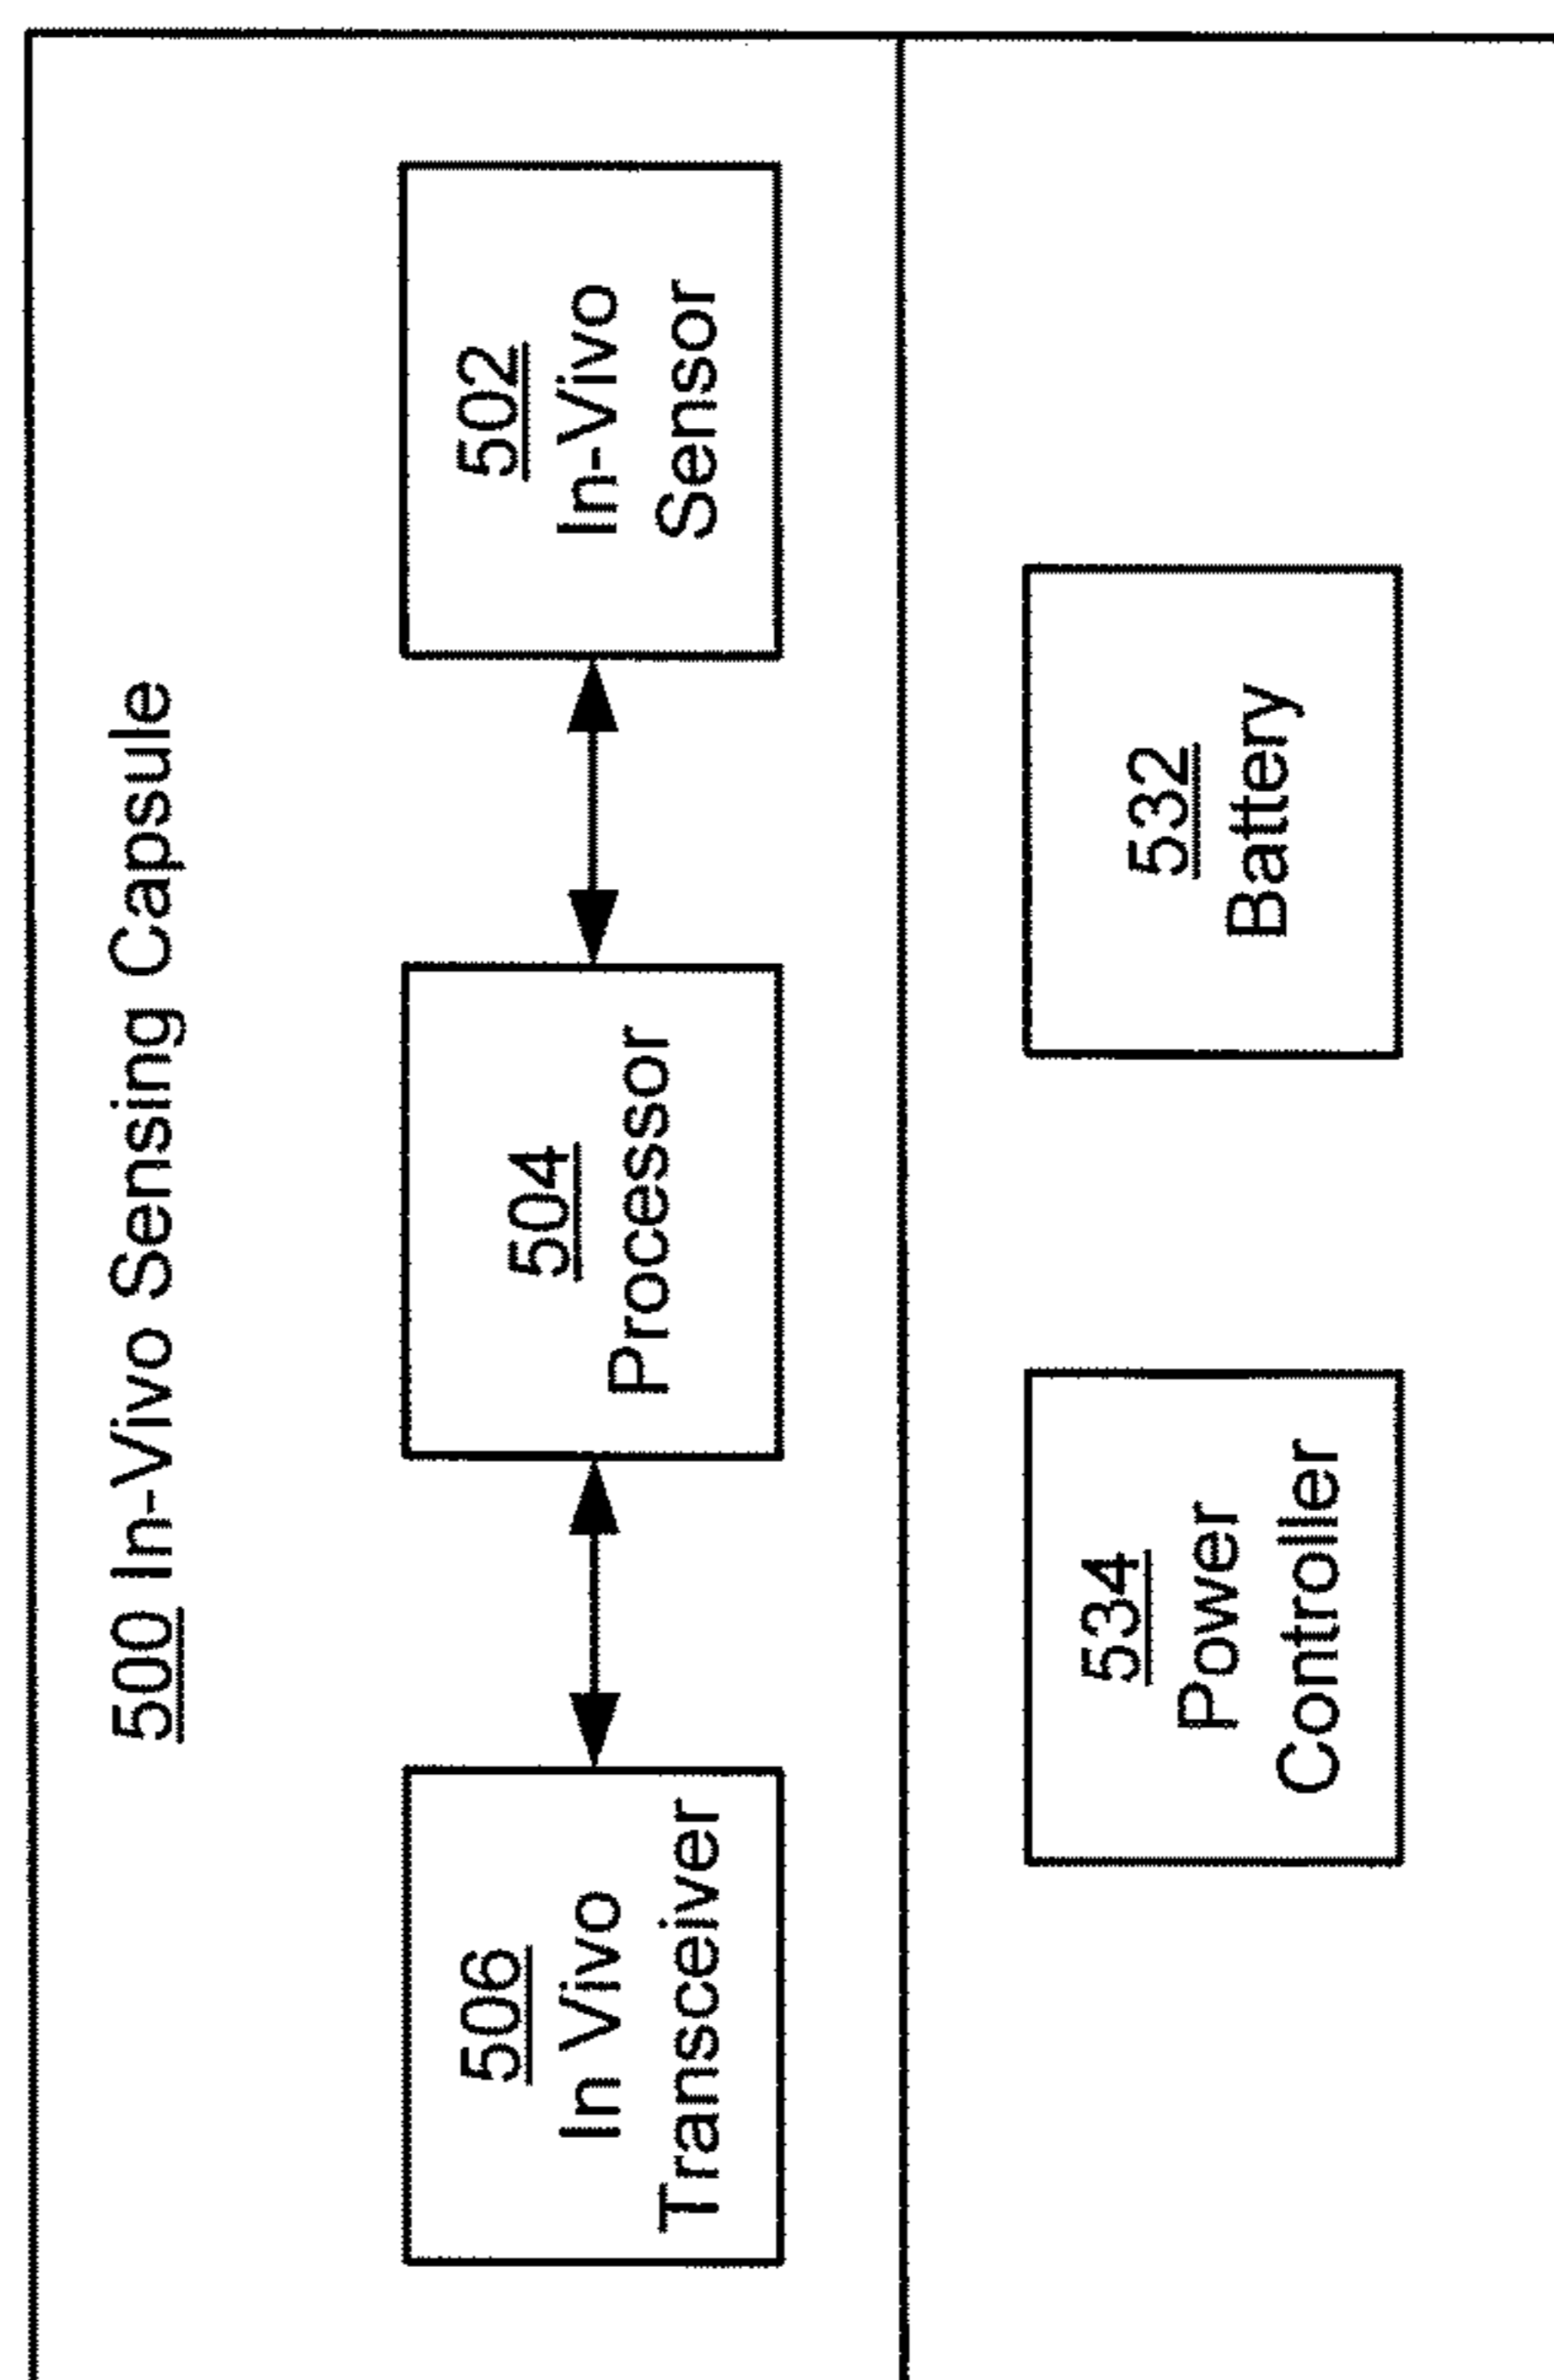 500 In-Vivo Sensing Capsule
506
In Vivo
Transceiver
504
Processor
502
In-Vivo
Sensor
534
Power
Controller
532
Battery